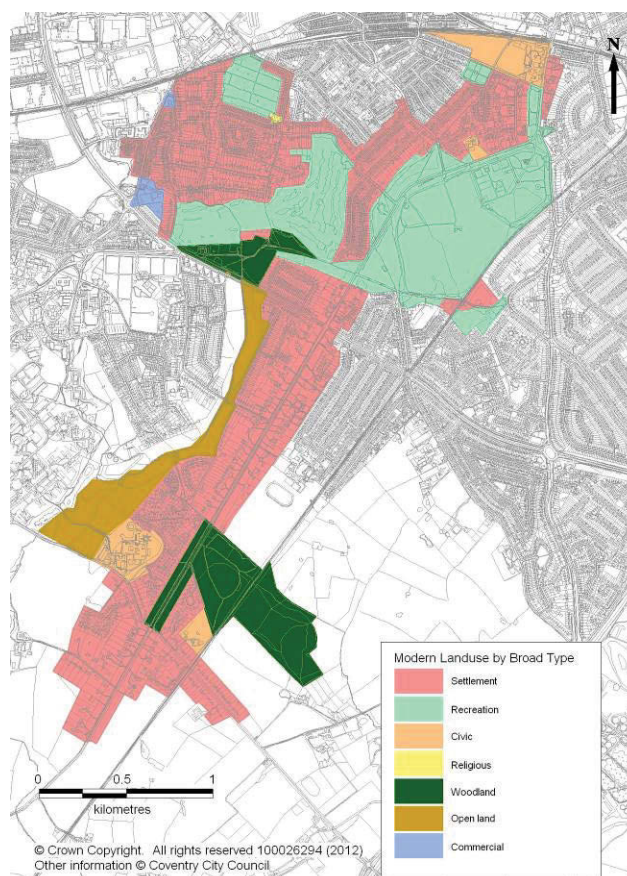 N
Modern Landuse by Broad Type
Settlement
Recreation
Civic
Religious
Woodland
Open land
Commercial
0 0.5 1
kilometres
© Crown Copyright. All rights reserved 100026294 (2012)
Other information © Coventry City Council